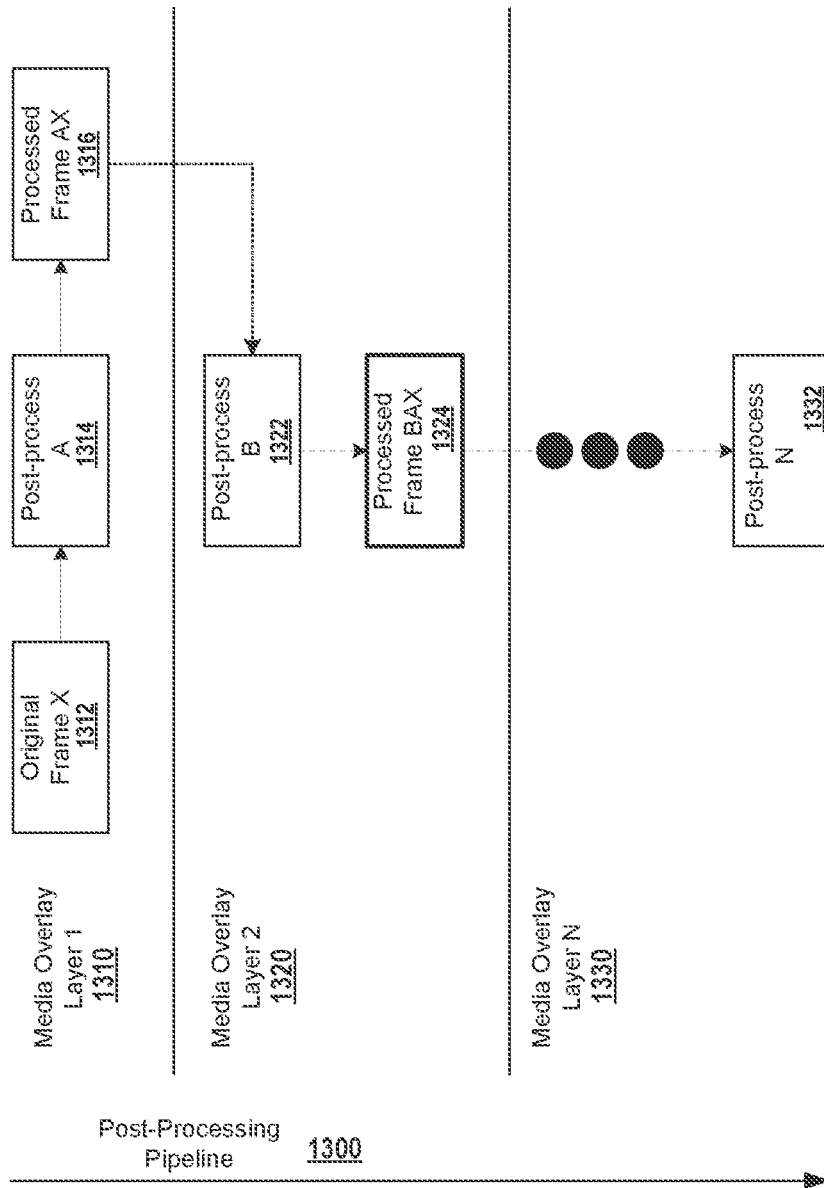 Post-Processing
Pipeline
1300
Media Overlay
Layer 1
1310
Original
Frame X
1312
Post-process
A
1314
Processed
Frame AX
1316
Media Overlay
Layer 2
1320
Post-process
B
1322
Processed
Frame BAX
1324
Media Overlay
Layer N
1330
Post-process
N
1332